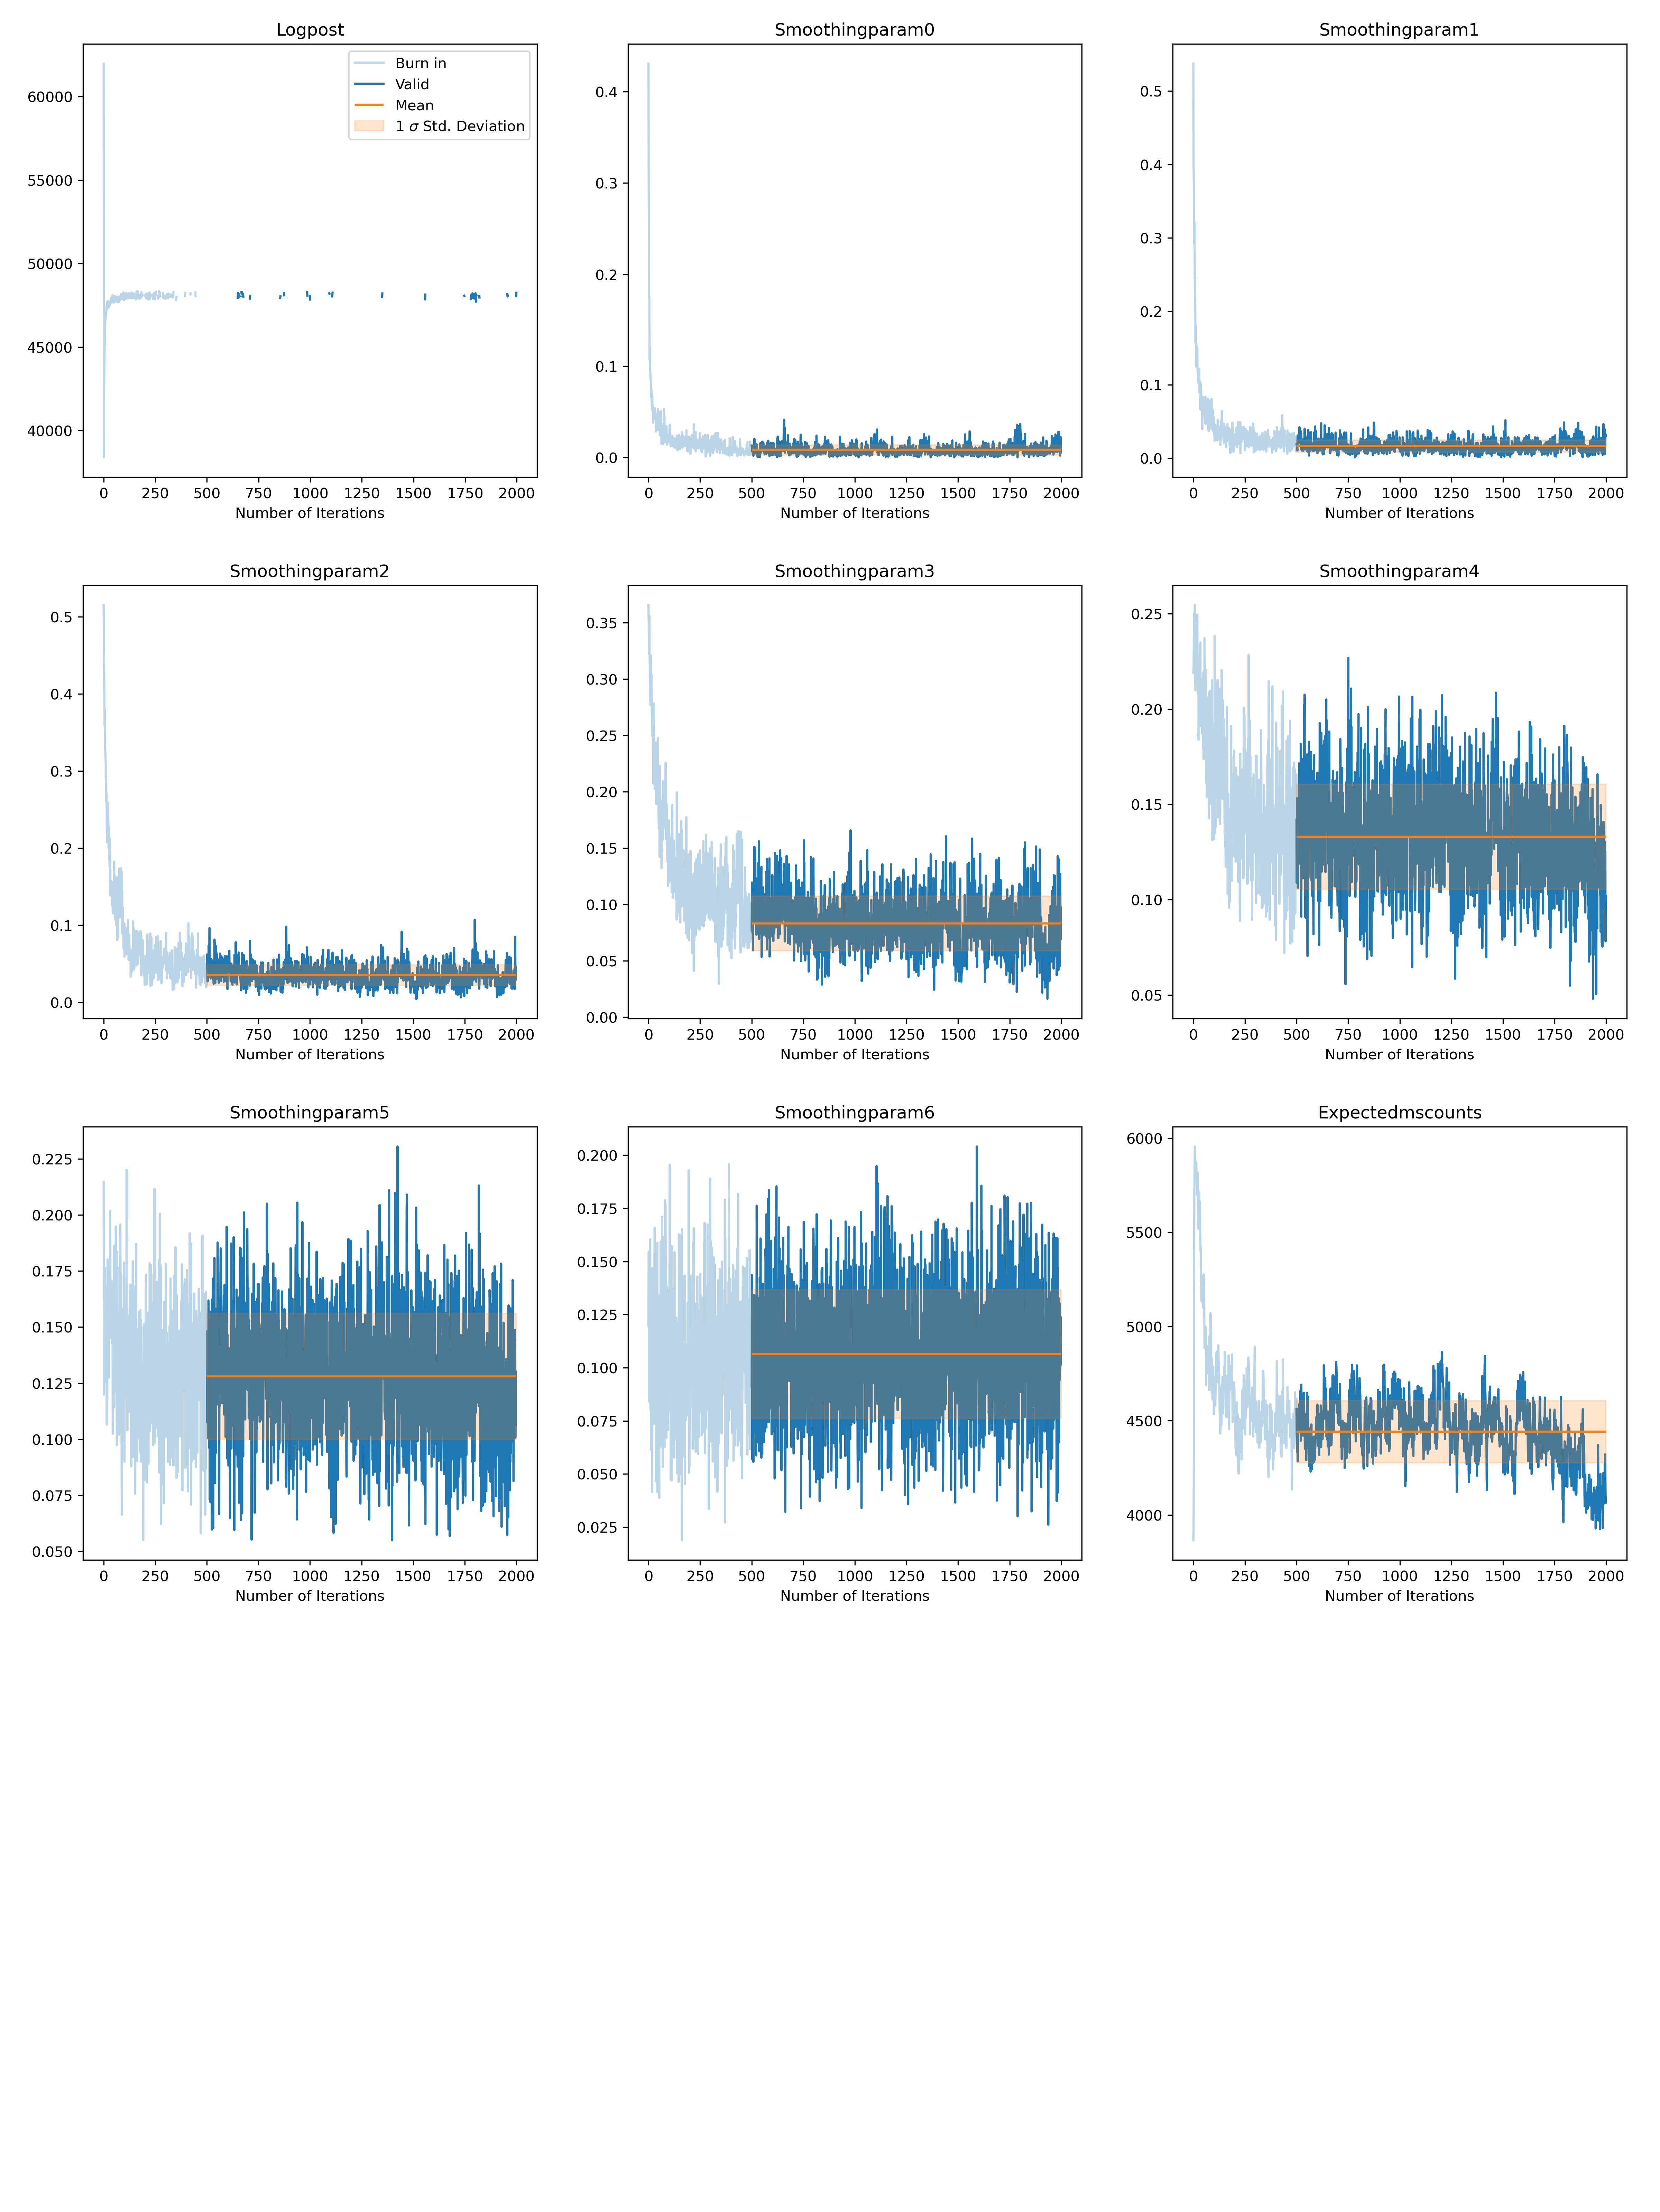 Logpost
Burn in
Valid
Mean
1 σ Std. Deviation
60000
55000
50000
45000
40000
0 250 500 750 1000 1250 1500 1750 2000
Number of Iterations
Smoothingparam0
0.4
0.3
0.2
0.1
0.0
0 250 500 750 1000 1250 1500 1750 2000
Number of Iterations
Smoothingparam1
0.5
0.4
0.3
0.2
0.1
0.0
0 250 500 750 1000 1250 1500 1750 2000
Number of Iterations
Smoothingparam2
0.5
0.4
0.3
0.2
0.1
0.0
0 250 500 750 1000 1250 1500 1750 2000
Number of Iterations
Smoothingparam3
0.35
0.30
0.25
0.20
0.15
0.10
0.05
0.00
0 250 500 750 1000 1250 1500 1750 2000
Number of Iterations
Smoothingparam4
0.25
0.20
0.15
0.10
0.05
0 250 500 750 1000 1250 1500 1750 2000
Number of Iterations
Smoothingparam5
0.225
0.200
0.175
0.150
0.125
0.100
0.075
0.050
0 250 500 750 1000 1250 1500 1750 2000
Number of Iterations
Smoothingparam6
0.200
0.175
0.150
0.125
0.100
0.075
0.050
0.025
0 250 500 750 1000 1250 1500 1750 2000
Number of Iterations
Expectedmscounts
6000
5500
5000
4500
4000
0 250 500 750 1000 1250 1500 1750 2000
Number of Iterations